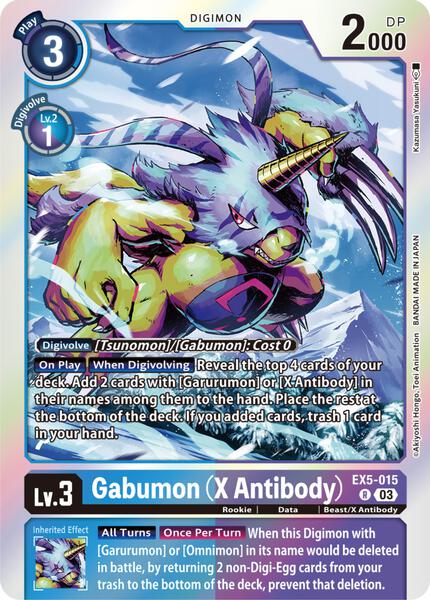 Play
3
DIGIMON
DP
2000
Digivolve
Lv.2
1
Kazumasa Yasukuni
©Akiyoshi Hongo, Toei Animation BANDAI MADE IN JAPAN
Digivolve [Tsunomon]/[Gabumon]: Cost 0
On Play When Digivolving Reveal the top 4 cards of your
deck. Add 2 cards with [Garurumon] or [X Antibody] in
their names among them to the hand. Place the rest at
the bottom of the deck. If you added cards, trash 1 card
in your hand.
Lv.3
Gabumon (X Antibody)
EX5-015
R 03
Rookie Data Beast/X Antibody
Inherited Effect
All Turns Once Per Turn When this Digimon with
[Garurumon] or [Omnimon] in its name would be deleted
in battle, by returning 2 non-Digi-Egg cards from your
trash to the bottom of the deck, prevent that deletion.